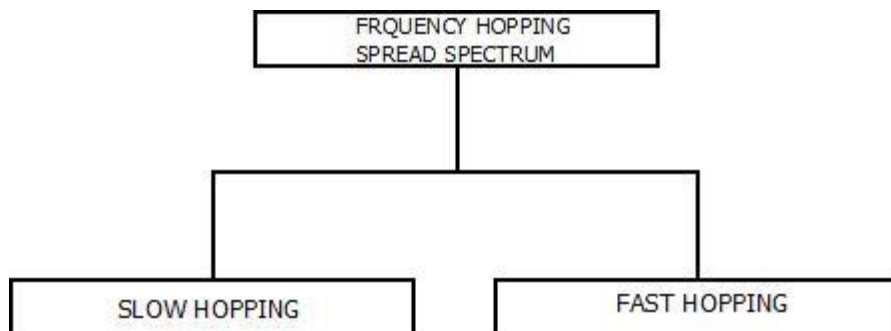 FRQUENCY HOPPING
SPREAD SPECTRUM
SLOW HOPPING
FAST HOPPING